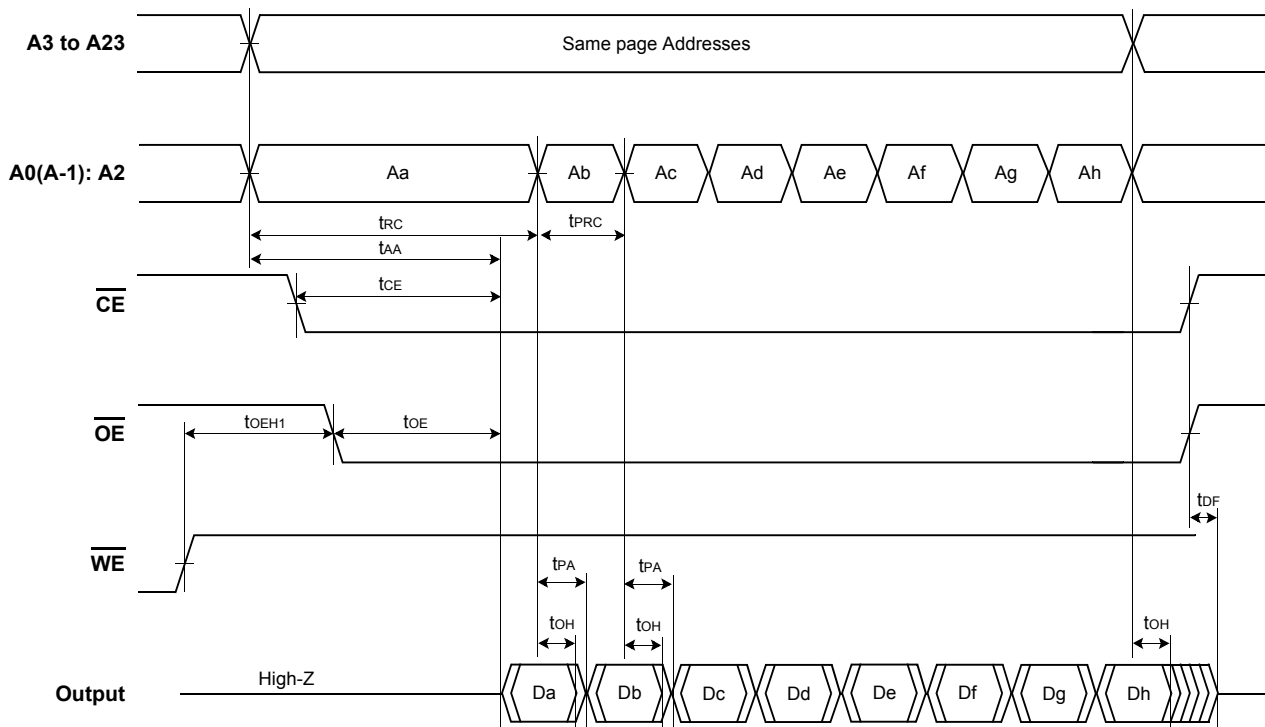 A3 to A23
Same page Addresses
A0(A-1): A2
Aa
Ab
Ac
Ad
Ae
Af
Ag
Ah
tRC
tPRC
tAA
tCE
CE
tOEH1
tOE
OE
tDF
WE
tPA
tPA
tOH
tOH
tOH
Output
High-Z
Da
Db
Dc
Dd
De
Df
Dg
Dh